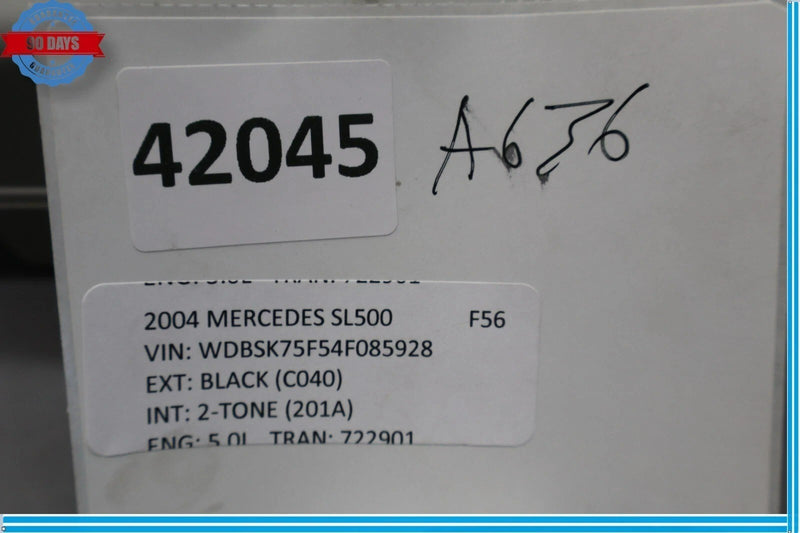 90 DAYS
42045
A636
2004 MERCEDES SL500 F56
VIN: WDBSK75F54F085928
EXT: BLACK (C040)
INT: 2-TONE (201A)
ENG: 5.0L TRAN: 722901